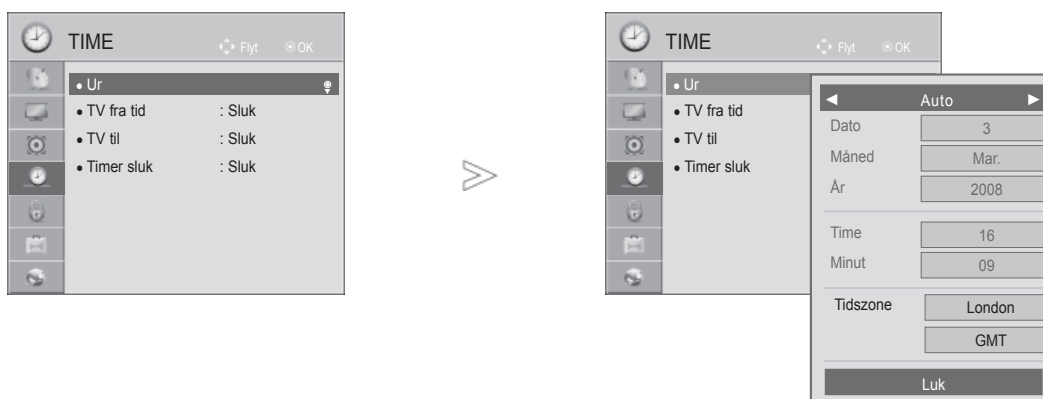 TIME Flyt OK
• Ur
• TV fra tid : Sluk
• TV til : Sluk
• Timer sluk : Sluk
TIME Flyt OK
• Ur
• TV fra tid
• TV til
• Timer sluk
◄ Auto ►
Dato 3
Måned Mar.
År 2008
Time 16
Minut 09
Tidszone London
GMT
Luk